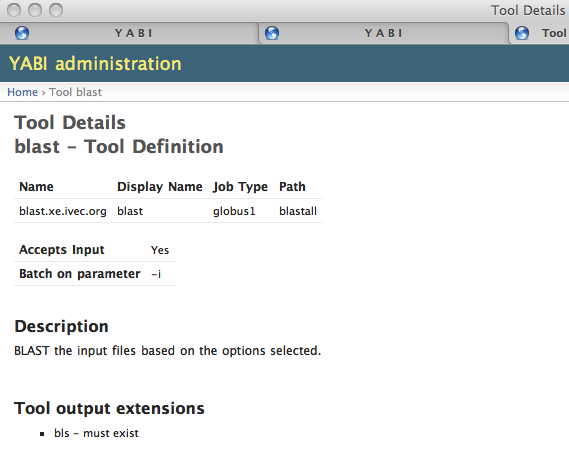 Tool Details
YABI
YABI
Tool
YABI administration
Home › Tool blast
Tool Details
blast – Tool Definition
Name Display Name Job Type Path
blast.xe.ivec.org blast globus1 blastall
Accepts Input Yes
Batch on parameter -i
Description
BLAST the input files based on the options selected.
Tool output extensions
▪ bls – must exist